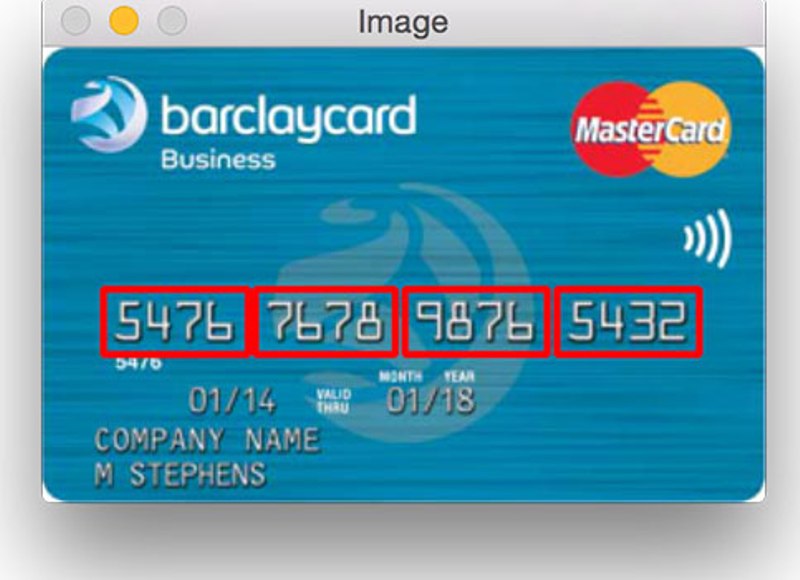 Image
barclaycard
Business
MasterCard
5476 7678 9876 5432
5476
MONTH YEAR
01/14 VALID THRU 01/18
COMPANY NAME
M STEPHENS